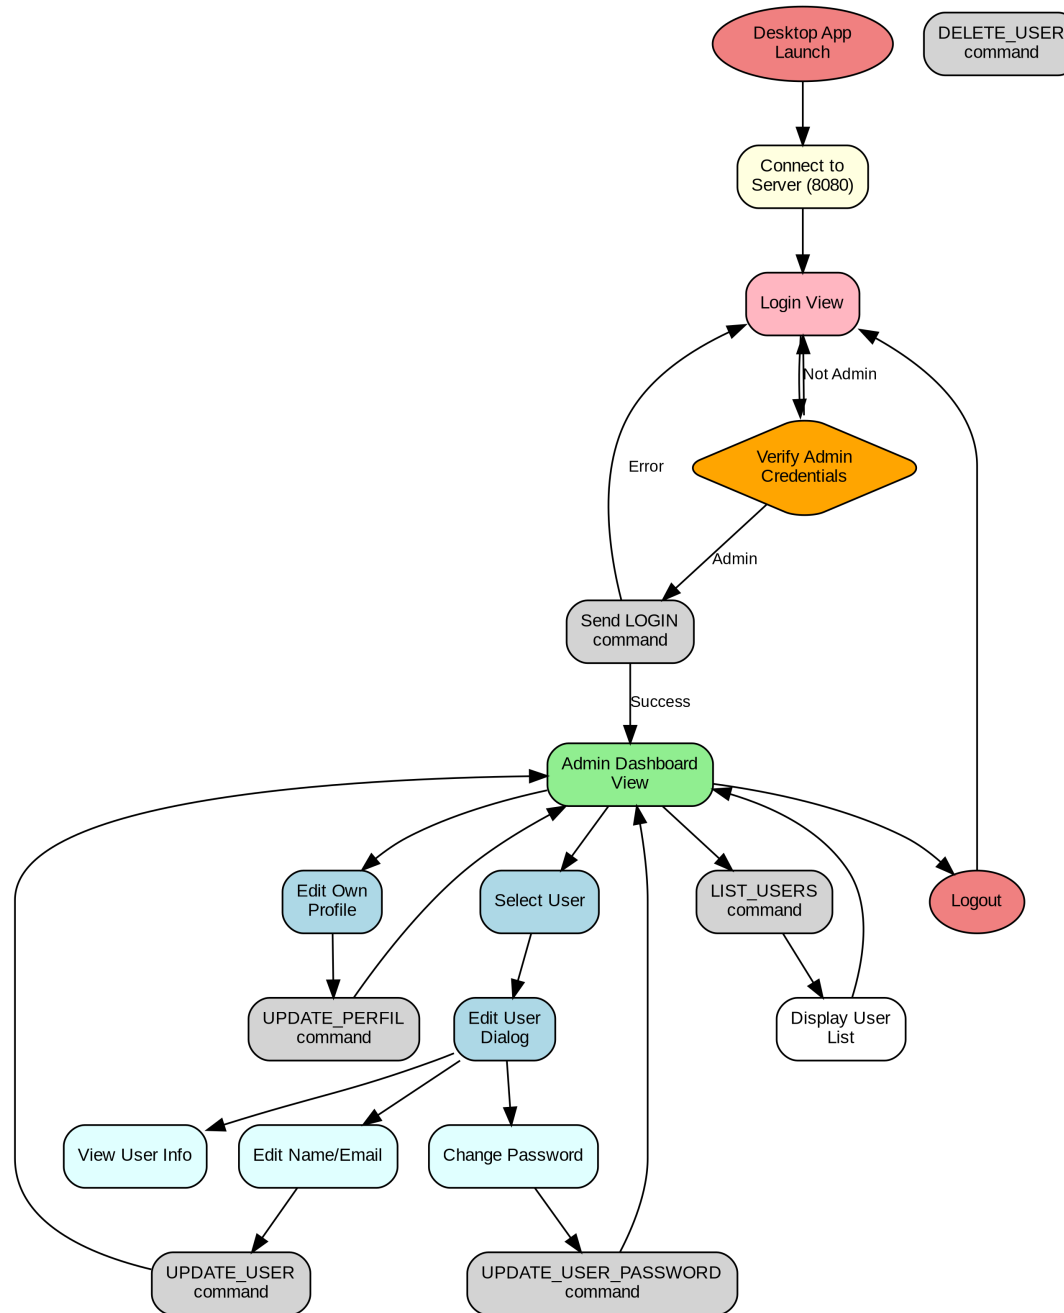 Desktop App
Launch
DELETE_USER
command
Connect to
Server (8080)
Login View
Not Admin
Verify Admin
Credentials
Error
Admin
Send LOGIN
command
Success
Admin Dashboard
View
Edit Own
Profile
Select User
LIST_USERS
command
Logout
UPDATE_PERFIL
command
Edit User
Dialog
Display User
List
View User Info
Edit Name/Email
Change Password
UPDATE_USER
command
UPDATE_USER_PASSWORD
command